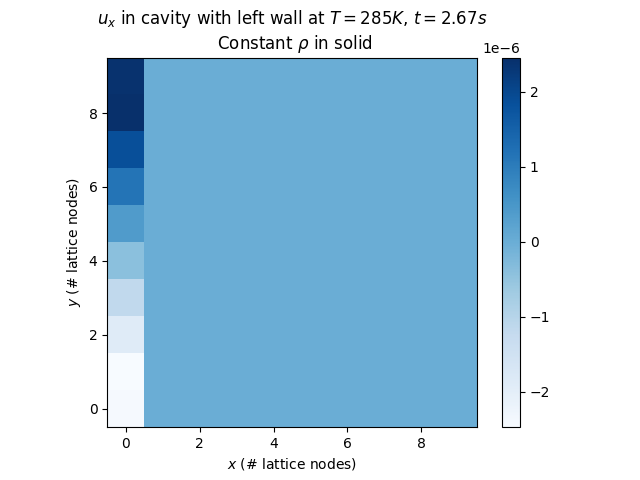 $u_x$ in cavity with left wall at $T = 285K$, $t = 2.67s$
Constant $\rho$ in solid
1e−6
8
6
4
2
0
y (# lattice nodes)
0 2 4 6 8
x (# lattice nodes)
2
1
0
−1
−2